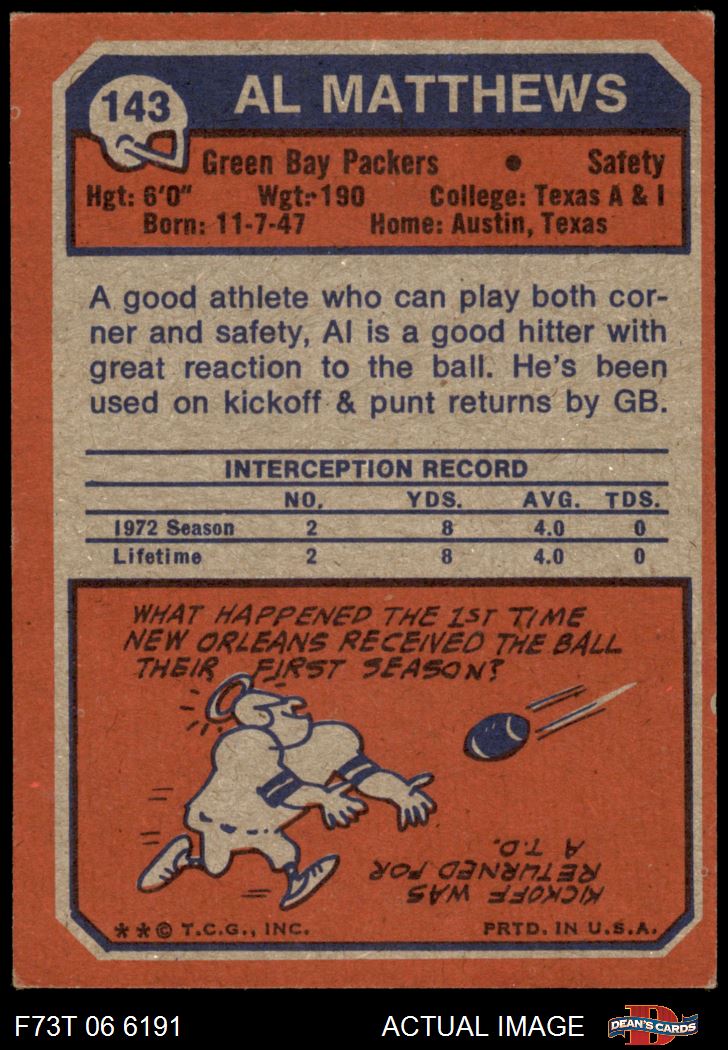 143
AL MATTHEWS
Green Bay Packers • Safety
Hgt: 6'0" Wgt: 190 College: Texas A & I
Born: 11-7-47 Home: Austin, Texas
A good athlete who can play both cor-
ner and safety, Al is a good hitter with
great reaction to the ball. He's been
used on kickoff & punt returns by GB.
INTERCEPTION RECORD
NO. YDS. AVG. TDS.
1972 Season 2 8 4.0 0
Lifetime 2 8 4.0 0
WHAT HAPPENED THE 1ST TIME
NEW ORLEANS RECEIVED THE BALL
THEIR FIRST SEASON?
KICKOFF WAS
RETURNED FOR
A T.D.
**© T.C.G., INC. PRTD. IN U.S.A.
F73T 06 6191 ACTUAL IMAGE
D
DEAN'S CARDS